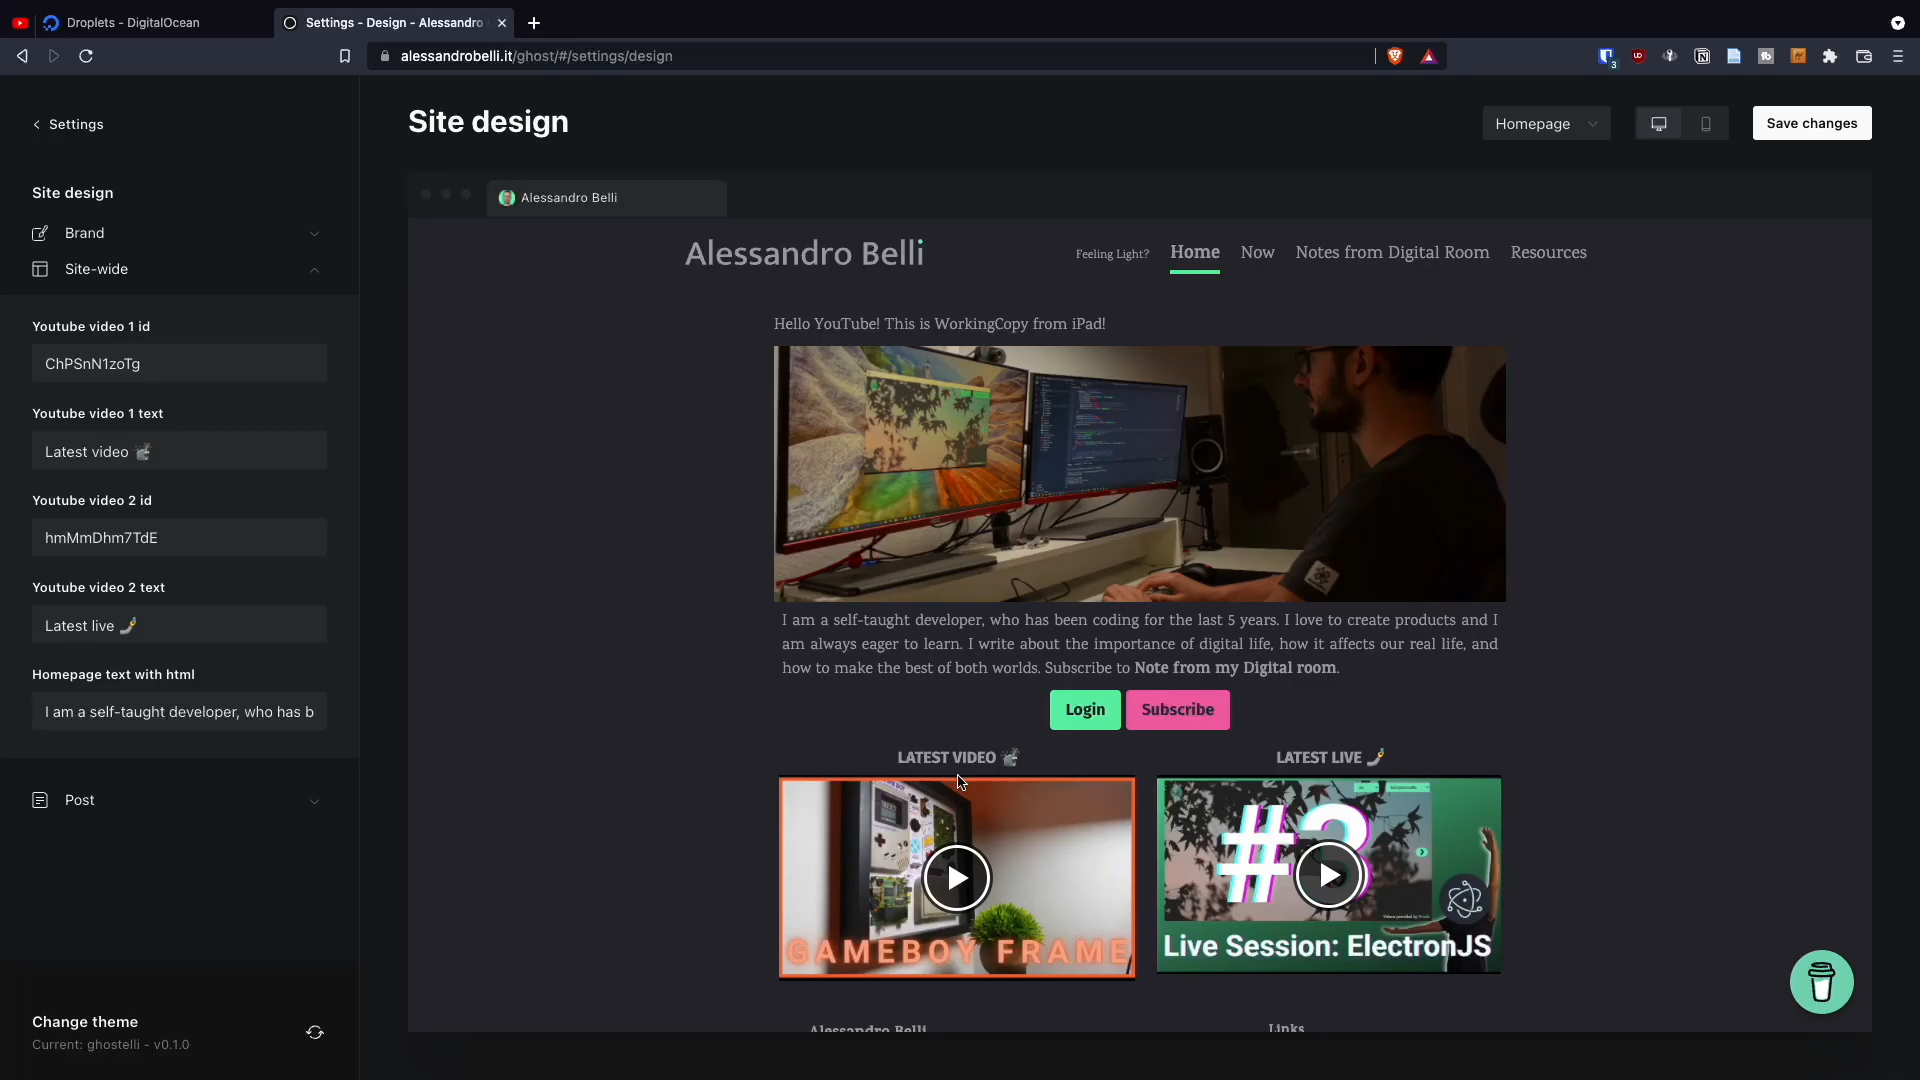 Droplets - DigitalOcean
Settings - Design - Alessandro
alessandrobelli.it/ghost/#/settings/design
3
Settings
Site design
Homepage
Save changes
Site design
Brand
Site-wide
Youtube video 1 id
ChPSnN1zoTg
Youtube video 1 text
Latest video 📽️
Youtube video 2 id
hmMmDhm7TdE
Youtube video 2 text
Latest live 🤳
Homepage text with html
I am a self-taught developer, who has b
Post
Change theme
Current: ghostelli - v0.1.0
Alessandro Belli
Alessandro Belli
Feeling Light?
Home
Now
Notes from Digital Room
Resources
Hello YouTube! This is WorkingCopy from iPad!
I am a self-taught developer, who has been coding for the last 5 years. I love to create products and I
am always eager to learn. I write about the importance of digital life, how it affects our real life, and
how to make the best of both worlds. Subscribe to Note from my Digital room.
Login
Subscribe
LATEST VIDEO 📽️
LATEST LIVE 🤳
GAMEBOY FRAME
#3
Live Session: ElectronJS
Alessandro Belli
Links